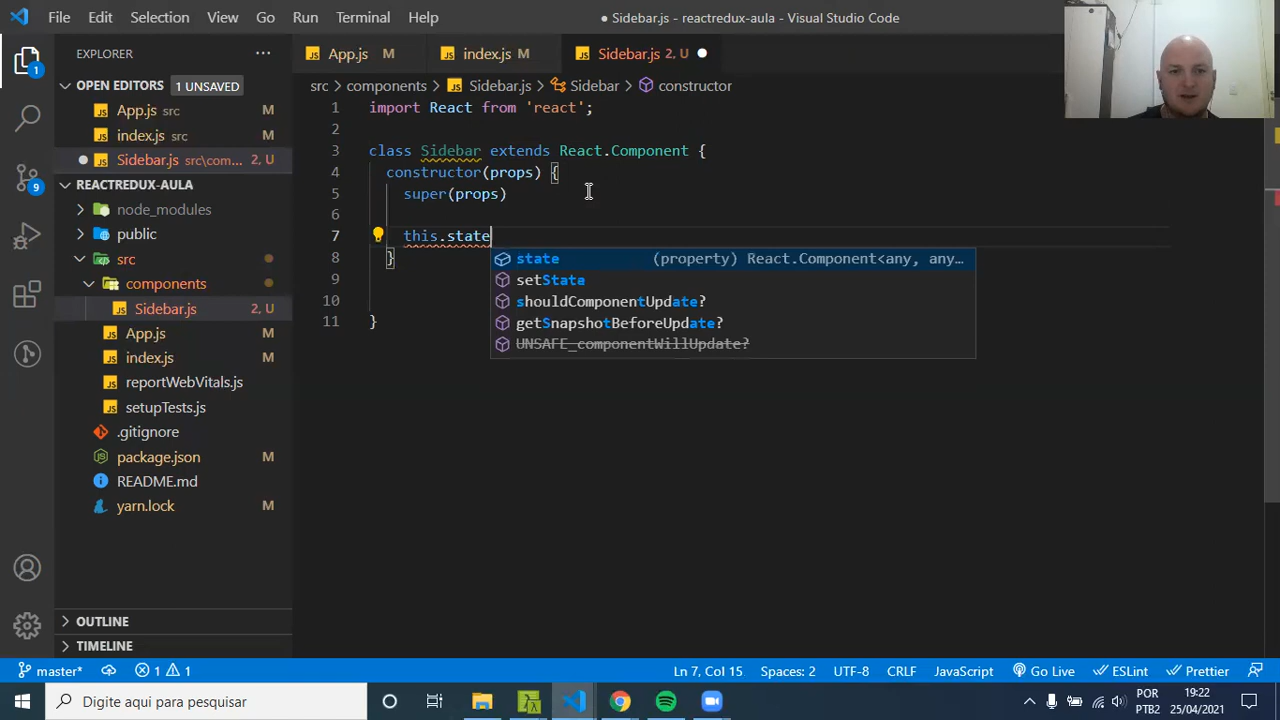 File Edit Selection View Go Run Terminal Help ● Sidebar.js - reactredux-aula - Visual Studio Code
EXPLORER ...
App.js M index.js M Sidebar.js 2, U
OPEN EDITORS 1 UNSAVED
App.js src M
index.js src M
Sidebar.js src\com... 2, U
REACTREDUX-AULA
node_modules
public
src
components
Sidebar.js 2, U
App.js M
index.js M
reportWebVitals.js
setupTests.js
.gitignore
package.json M
README.md
yarn.lock M
OUTLINE
TIMELINE
1
9
src > components > Sidebar.js > Sidebar > constructor
1 import React from 'react';
2
3 class Sidebar extends React.Component {
4 constructor(props) {
5 super(props)
6
7 this.state
8 }
9
10
11 }
state (property) React.Component<any, any...
setState
shouldComponentUpdate?
getSnapshotBeforeUpdate?
UNSAFE_componentWillUpdate?
master* 1 1 Ln 7, Col 15 Spaces: 2 UTF-8 CRLF JavaScript Go Live ESLint Prettier
Digite aqui para pesquisar
POR
PTB2
19:22
25/04/2021